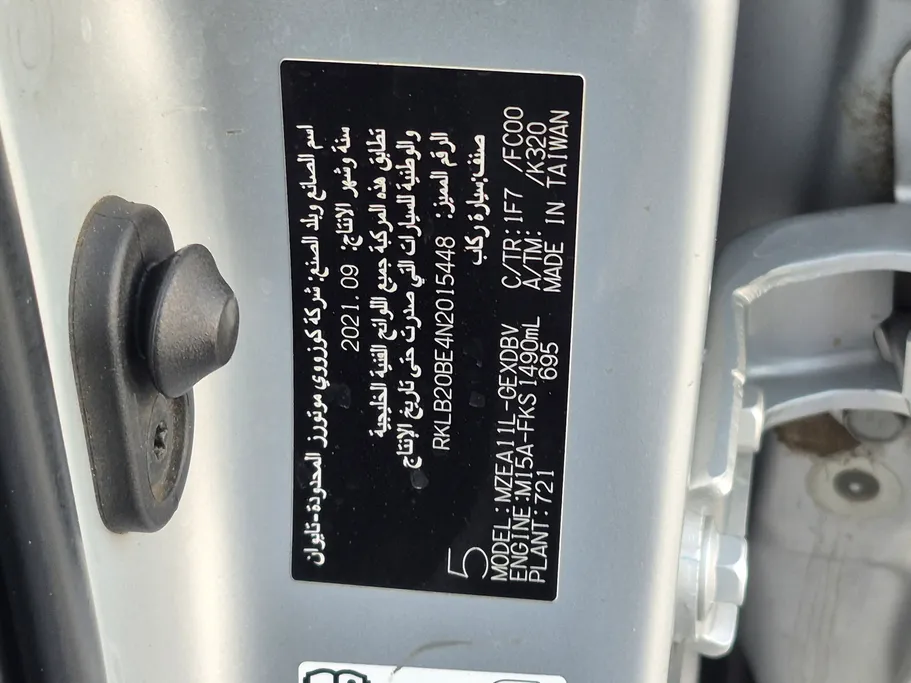 اسم الصانع وبلد الصنع: شركة كوزوي موتورز المحدودة-تايوان
سنة وشهر الانتاج: 2021.09
تطابق هذه المركبة جميع اللوائح الفنية الخليجية
والوطنية للسيارات التي صدرت حتى تاريخ الإنتاج
الرقم المميز: RKLB20BE4N2015448
صنف:سيارة ركاب
5
MODEL:MZEA11L-GEXDBV C/TR:1F7 /FC00
ENGINE:M15A-FKS 1490mL A/TM: /K320
PLANT:721 695 MADE IN TAIWAN